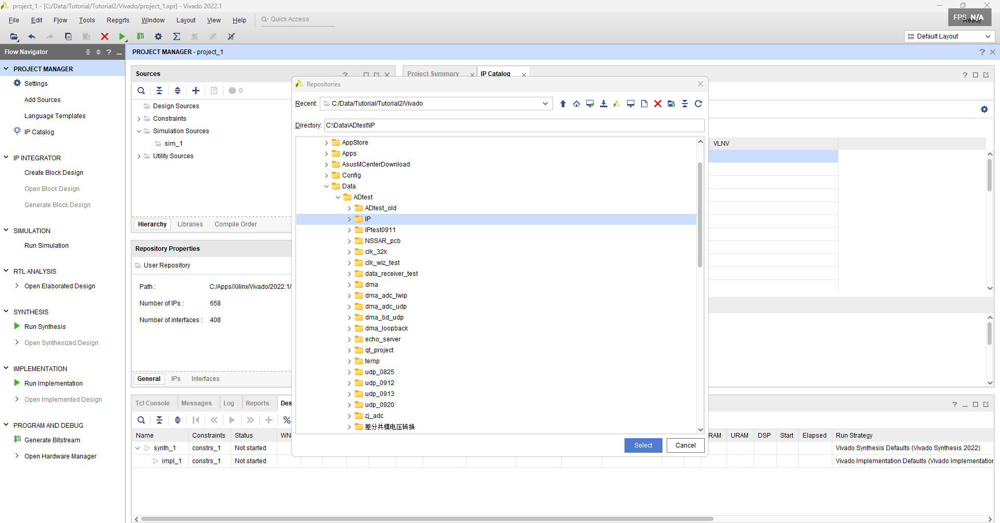 project_1 - [C:/Data/Tutorial/Tutorial2/Vivado/project_1.xpr] - Vivado 2022.1
File Edit Flow Tools Reports Window Layout View Help Quick Access
FPS N/A
Ready
Default Layout
Flow Navigator
PROJECT MANAGER - project_1
PROJECT MANAGER
Settings
Add Sources
Language Templates
IP Catalog
IP INTEGRATOR
Create Block Design
Open Block Design
Generate Block Design
SIMULATION
Run Simulation
RTL ANALYSIS
Open Elaborated Design
SYNTHESIS
Run Synthesis
Open Synthesized Design
IMPLEMENTATION
Run Implementation
Open Implemented Design
PROGRAM AND DEBUG
Generate Bitstream
Open Hardware Manager
Sources
0
Design Sources
Constraints
Simulation Sources
sim_1
Utility Sources
Hierarchy Libraries Compile Order
Repository Properties
User Repository
Path : C:/Apps/Xilinx/Vivado/2022.1/
Number of IPs : 658
Number of interfaces : 408
General IPs Interfaces
Project Summary IP Catalog
VLNV
Repositories
Recent: C:/Data/Tutorial/Tutorial2/Vivado
Directory: C:\Data\ADtest\IP
AppStore
Apps
AsusMCenterDownload
Config
Data
ADtest
ADtest_old
IP
IPtest0911
NSSAR_pcb
clk_32k
clk_wiz_test
data_receiver_test
dma
dma_adc_lwip
dma_adc_udp
dma_bd_udp
dma_loopback
echo_server
qt_project
temp
udp_0825
udp_0912
udp_0913
udp_0920
zj_adc
差分共模电压转换
Select Cancel
Tcl Console Messages Log Reports Des
Name Constraints Status WN RAM URAM DSP Start Elapsed Run Strategy
synth_1 constrs_1 Not started Vivado Synthesis Defaults (Vivado Synthesis 2022)
impl_1 constrs_1 Not started Vivado Implementation Defaults (Vivado Implementation